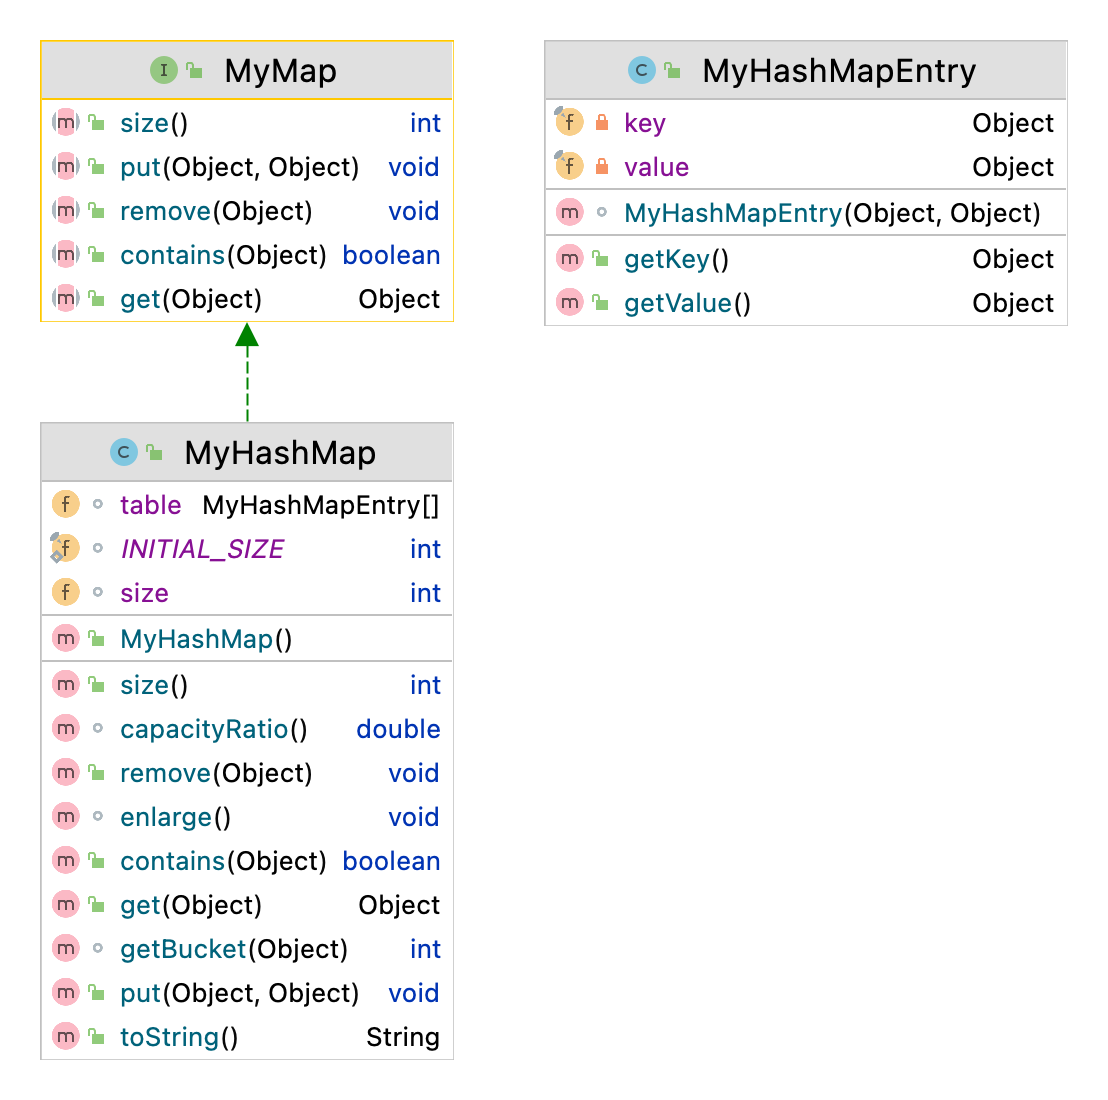 I MyMap
m size() int
m put(Object, Object) void
m remove(Object) void
m contains(Object) boolean
m get(Object) Object
C MyHashMapEntry
f key Object
f value Object
m MyHashMapEntry(Object, Object)
m getKey() Object
m getValue() Object
C MyHashMap
f table MyHashMapEntry[]
f INITIAL_SIZE int
f size int
m MyHashMap()
m size() int
m capacityRatio() double
m remove(Object) void
m enlarge() void
m contains(Object) boolean
m get(Object) Object
m getBucket(Object) int
m put(Object, Object) void
m toString() String